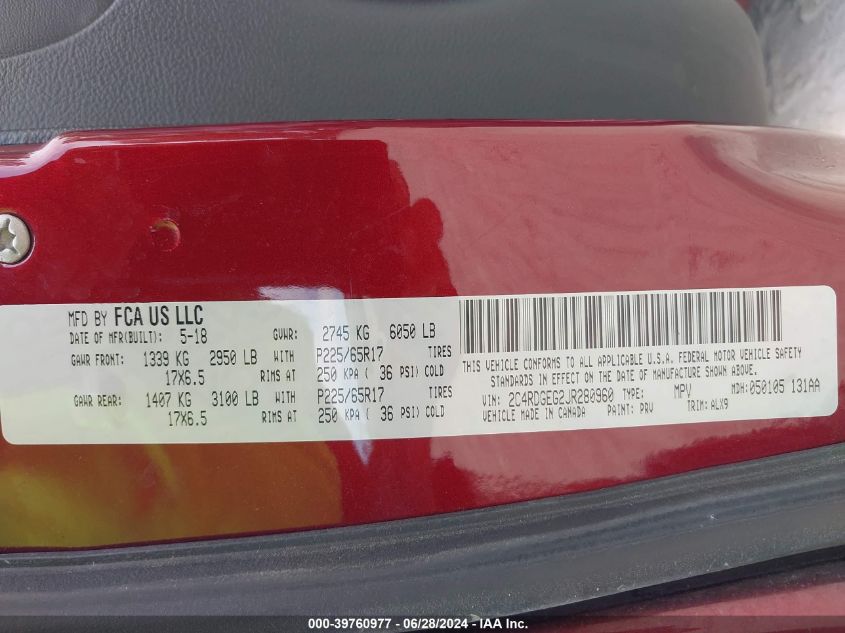 MFD BY FCA US LLC
DATE OF MFR(BUILT): 5-18 GVWR: 2745 KG 6050 LB
GAWR FRONT: 1339 KG 2950 LB WITH P225/65R17 TIRES
17X6.5 RIMS AT 250 KPA ( 36 PSI) COLD
GAWR REAR: 1407 KG 3100 LB WITH P225/65R17 TIRES
17X6.5 RIMS AT 250 KPA ( 36 PSI) COLD
THIS VEHICLE CONFORMS TO ALL APPLICABLE U.S.A. FEDERAL MOTOR VEHICLE SAFETY
STANDARDS IN EFFECT ON THE DATE OF MANUFACTURE SHOWN ABOVE.
VIN: 2C4RDGEG2JR280960 TYPE: MPV MDH: 050105 131AA
VEHICLE MADE IN CANADA PAINT: PRV TRIM: ALX9
000-39760977 - 06/28/2024 - IAA Inc.